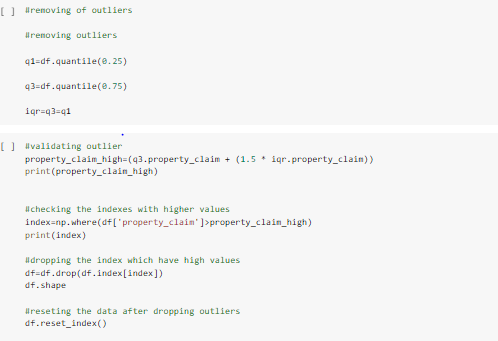 [ ] #removing of outliers
#removing outliers
q1=df.quantile(0.25)
q3=df.quantile(0.75)
iqr=q3=q1
[ ] #validating outlier
property_claim_high=(q3.property_claim + (1.5 * iqr.property_claim))
print(property_claim_high)
#checking the indexes with higher values
index=np.where(df['property_claim']>property_claim_high)
print(index)
#dropping the index which have high values
df=df.drop(df.index[index])
df.shape
#reseting the data after dropping outliers
df.reset_index()